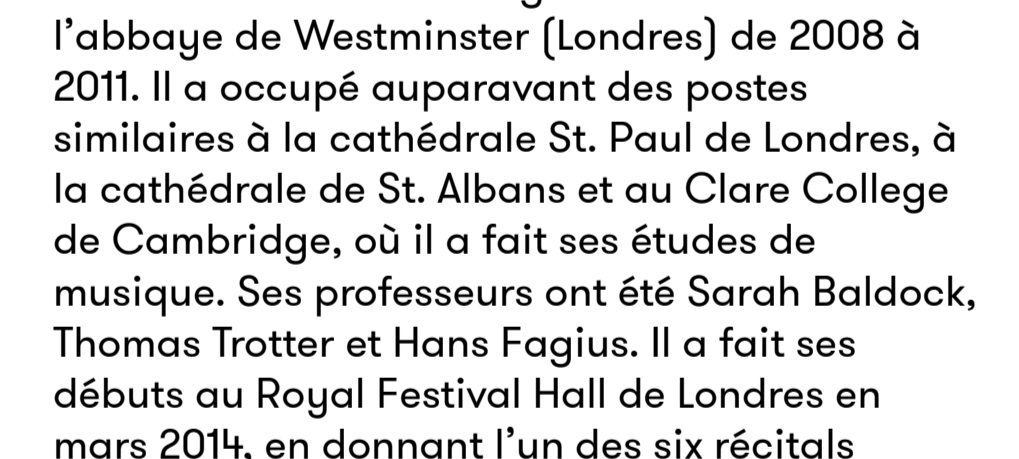 l’abbaye de Westminster (Londres) de 2008 à
2011. Il a occupé auparavant des postes
similaires à la cathédrale St. Paul de Londres, à
la cathédrale de St. Albans et au Clare College
de Cambridge, où il a fait ses études de
musique. Ses professeurs ont été Sarah Baldock,
Thomas Trotter et Hans Fagius. Il a fait ses
débuts au Royal Festival Hall de Londres en
mars 2014, en donnant l’un des six récitals